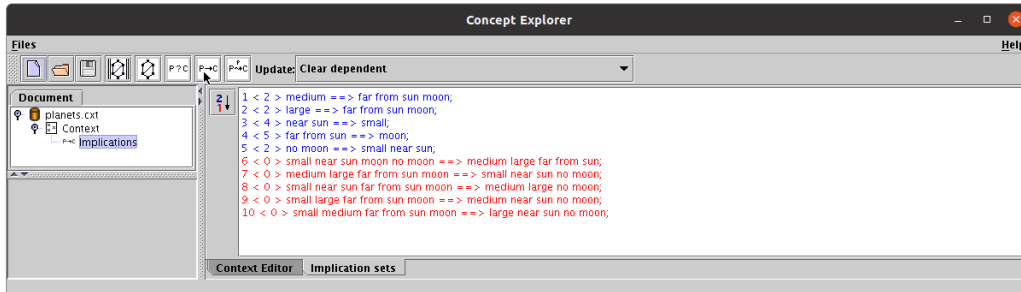 Concept Explorer
Files Help
P?C P→C Update: Clear dependent
Document
planets.cxt
Context
P→C Implications
2
1
1 < 2 > medium ==> far from sun moon;
2 < 2 > large ==> far from sun moon;
3 < 4 > near sun ==> small;
4 < 5 > far from sun ==> moon;
5 < 2 > no moon ==> small near sun;
6 < 0 > small near sun moon no moon ==> medium large far from sun;
7 < 0 > medium large far from sun moon ==> small near sun no moon;
8 < 0 > small near sun far from sun moon ==> medium large no moon;
9 < 0 > small large far from sun moon ==> medium near sun no moon;
10 < 0 > small medium far from sun moon ==> large near sun no moon;
Context Editor Implication sets